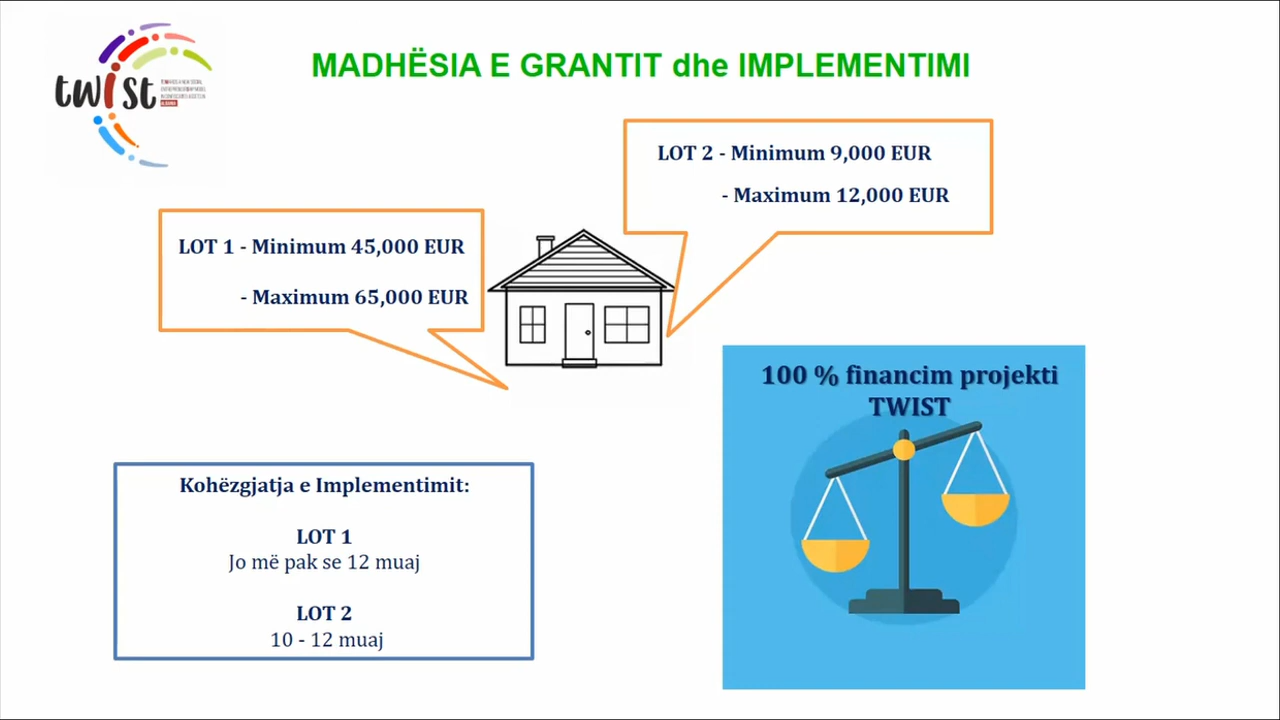 twist
ALBANIA
MADHËSIA E GRANTIT dhe IMPLEMENTIMI
LOT 2 - Minimum 9,000 EUR
- Maximum 12,000 EUR
LOT 1 - Minimum 45,000 EUR
- Maximum 65,000 EUR
100 % financim projekti
TWIST
Kohëzgjatja e Implementimit:
LOT 1
Jo më pak se 12 muaj
LOT 2
10 - 12 muaj